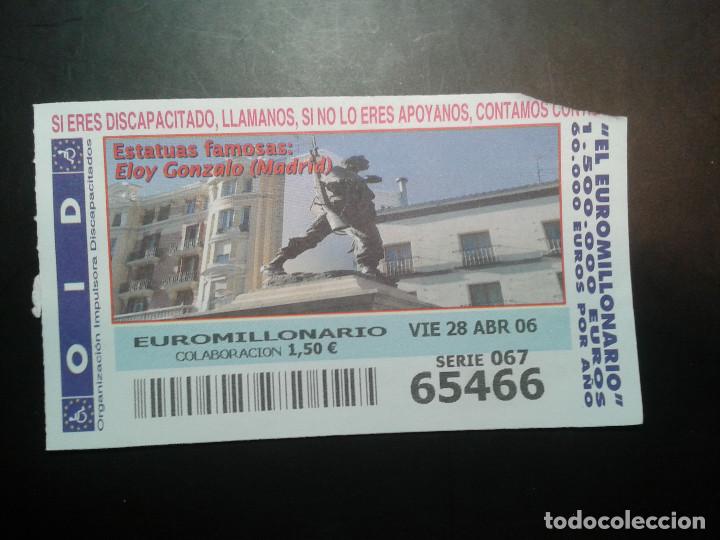 SI ERES DISCAPACITADO, LLAMANOS, SI NO LO ERES APOYANOS, CONTAMOS
OID
Organización Impulsora Discapacitados
Estatuas famosas:
Eloy Gonzalo (Madrid)
EUROMILLONARIO
COLABORACION 1,50 €
VIE 28 ABR 06
SERIE 067
65466
"EL EUROMILLONARIO"
1.500.000 EUROS
60.000 EUROS POR AÑO
todocoleccion.net